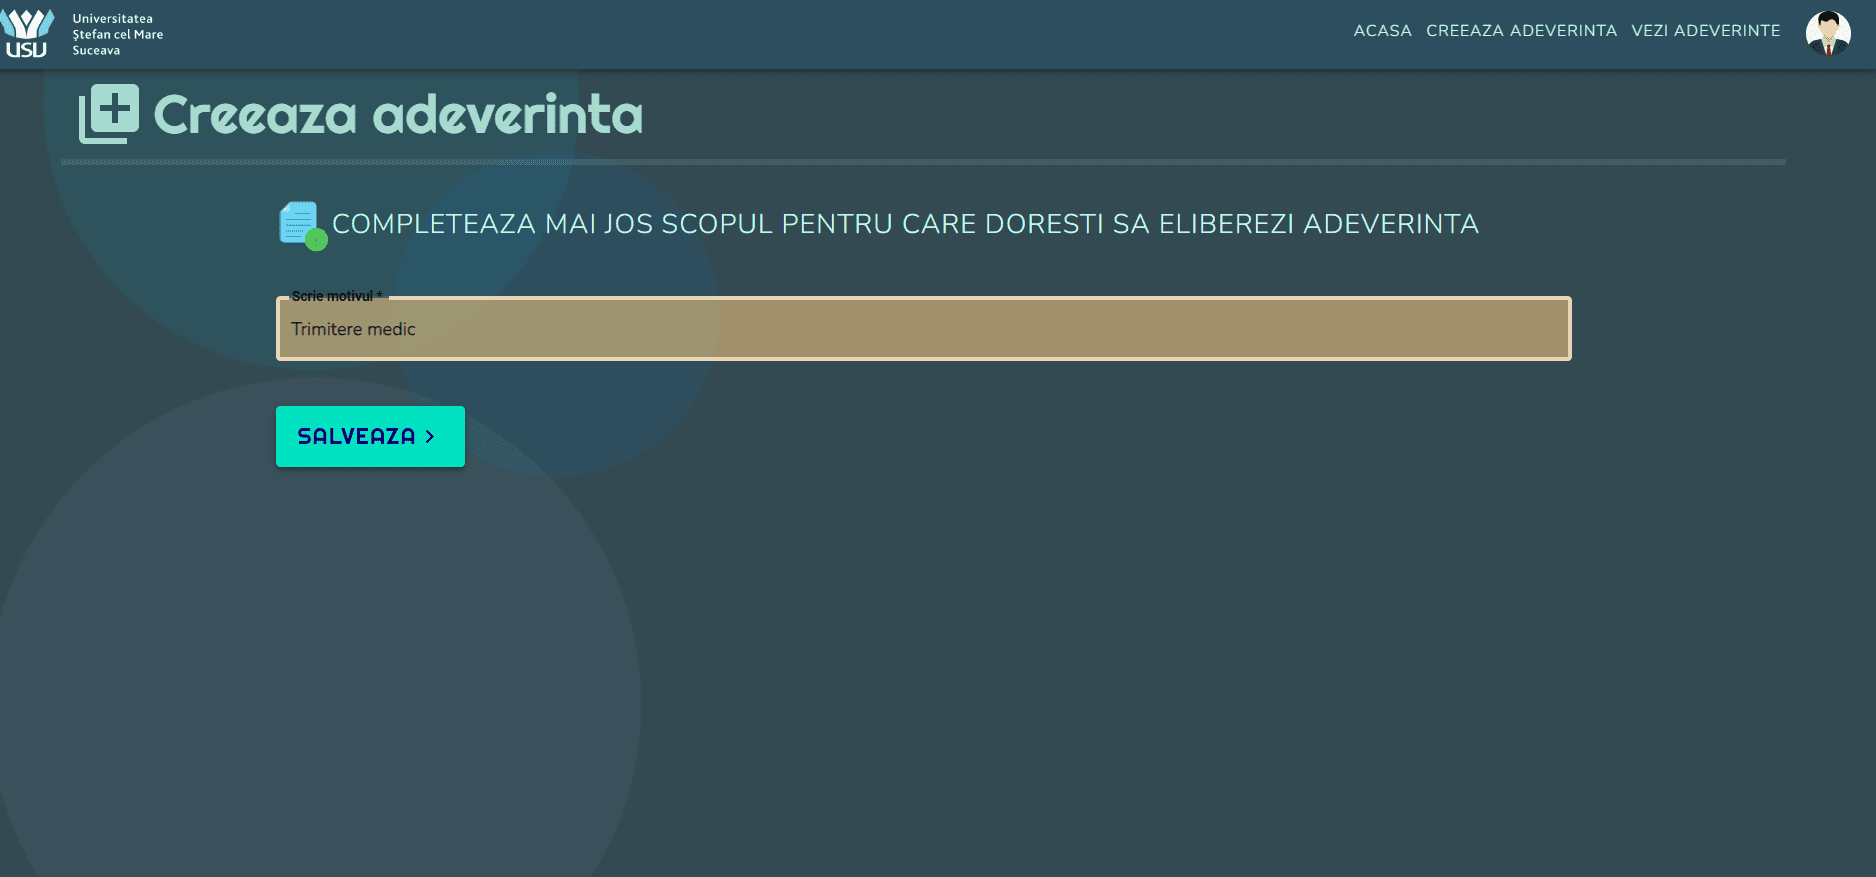 USU
Universitatea
Ștefan cel Mare
Suceava
ACASA CREEAZA ADEVERINTA VEZI ADEVERINTE
Creeaza adeverinta
COMPLETEAZA MAI JOS SCOPUL PENTRU CARE DORESTI SA ELIBEREZI ADEVERINTA
Scrie motivul *
Trimitere medic
SALVEAZA >